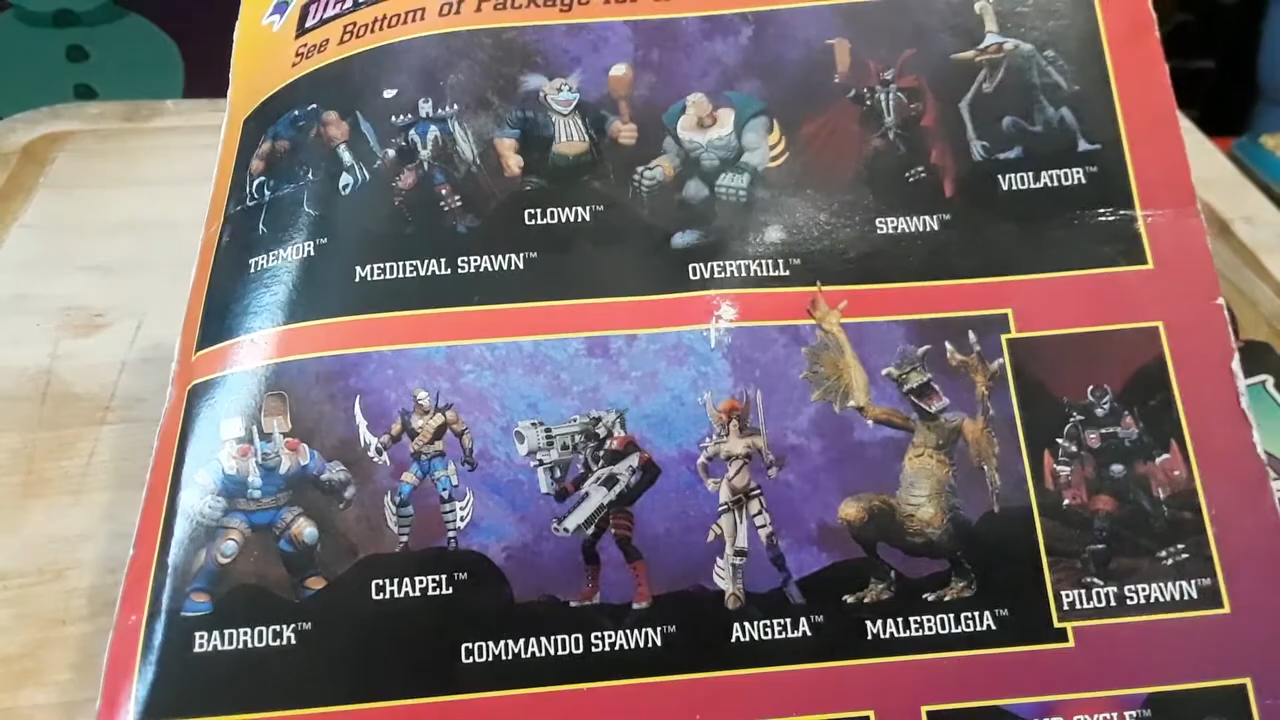 See Bottom of Package for
TREMOR™
MEDIEVAL SPAWN™
CLOWN™
OVERTKILL™
SPAWN™
VIOLATOR™
BADROCK™
CHAPEL™
COMMANDO SPAWN™
ANGELA™
MALEBOLGIA™
PILOT SPAWN™
CYCLE™